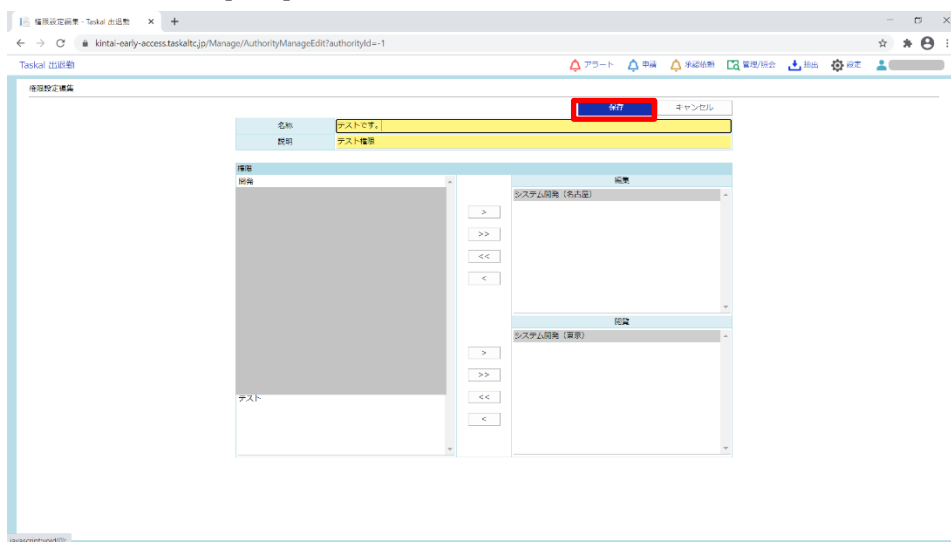 権限設定編集 - Taskal 出退勤
kintai-early-access.taskaltc.jp/Manage/AuthorityManageEdit?authorityId=-1
Taskal 出退勤
アラート 申請 承認依頼 管理/照会 抽出 設定
権限設定編集
保存 キャンセル
名称 テストです。
説明 テスト権限
権限
開発
編集
システム開発（名古屋）
>
>>
<<
<
閲覧
システム開発（東京）
>
>>
<<
<
テスト